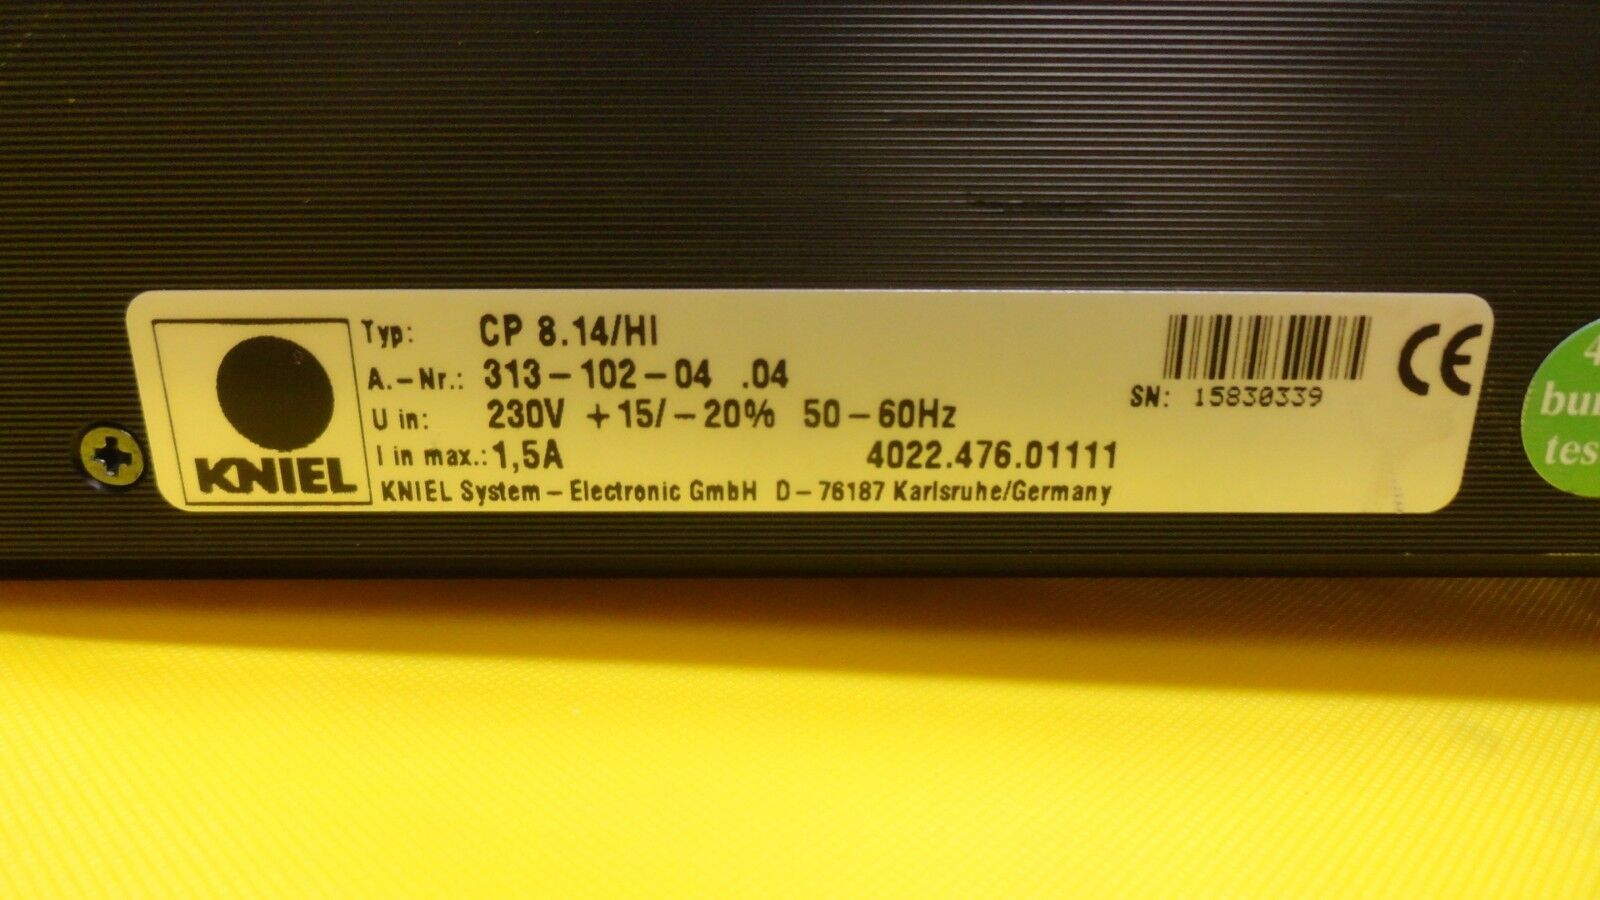 KNIEL
Typ: CP 8.14/HI
A.-Nr.: 313-102-04 .04
U in: 230V +15/-20% 50-60Hz
I in max.: 1,5A 4022.476.01111
KNIEL System-Electronic GmbH D-76187 Karlsruhe/Germany
SN: 15830339
CE
4